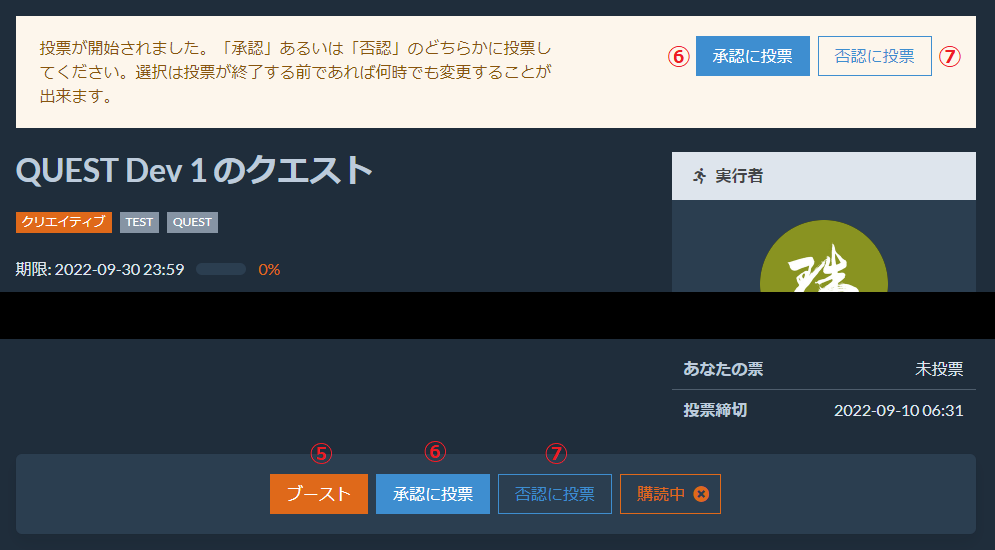 投票が開始されました。「承認」あるいは「否認」のどちらかに投票し
てください。選択は投票が終了する前であれば何時でも変更することが
出来ます。
⑥ 承認に投票 否認に投票 ⑦
QUEST Dev 1 のクエスト
クリエイティブ TEST QUEST
期限: 2022-09-30 23:59 0%
実行者
珠
あなたの票 未投票
投票締切 2022-09-10 06:31
⑤ ⑥ ⑦
ブースト 承認に投票 否認に投票 購読中